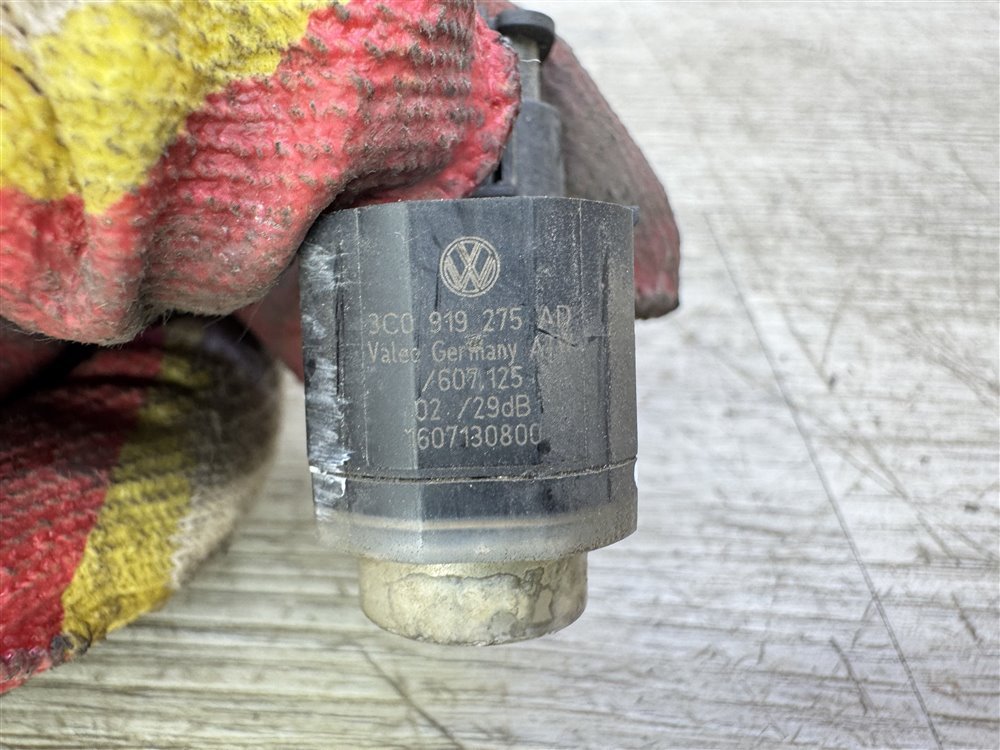 3C0 919 275 AD
Valeo Germany
/607.125
02 /29dB
1607130800